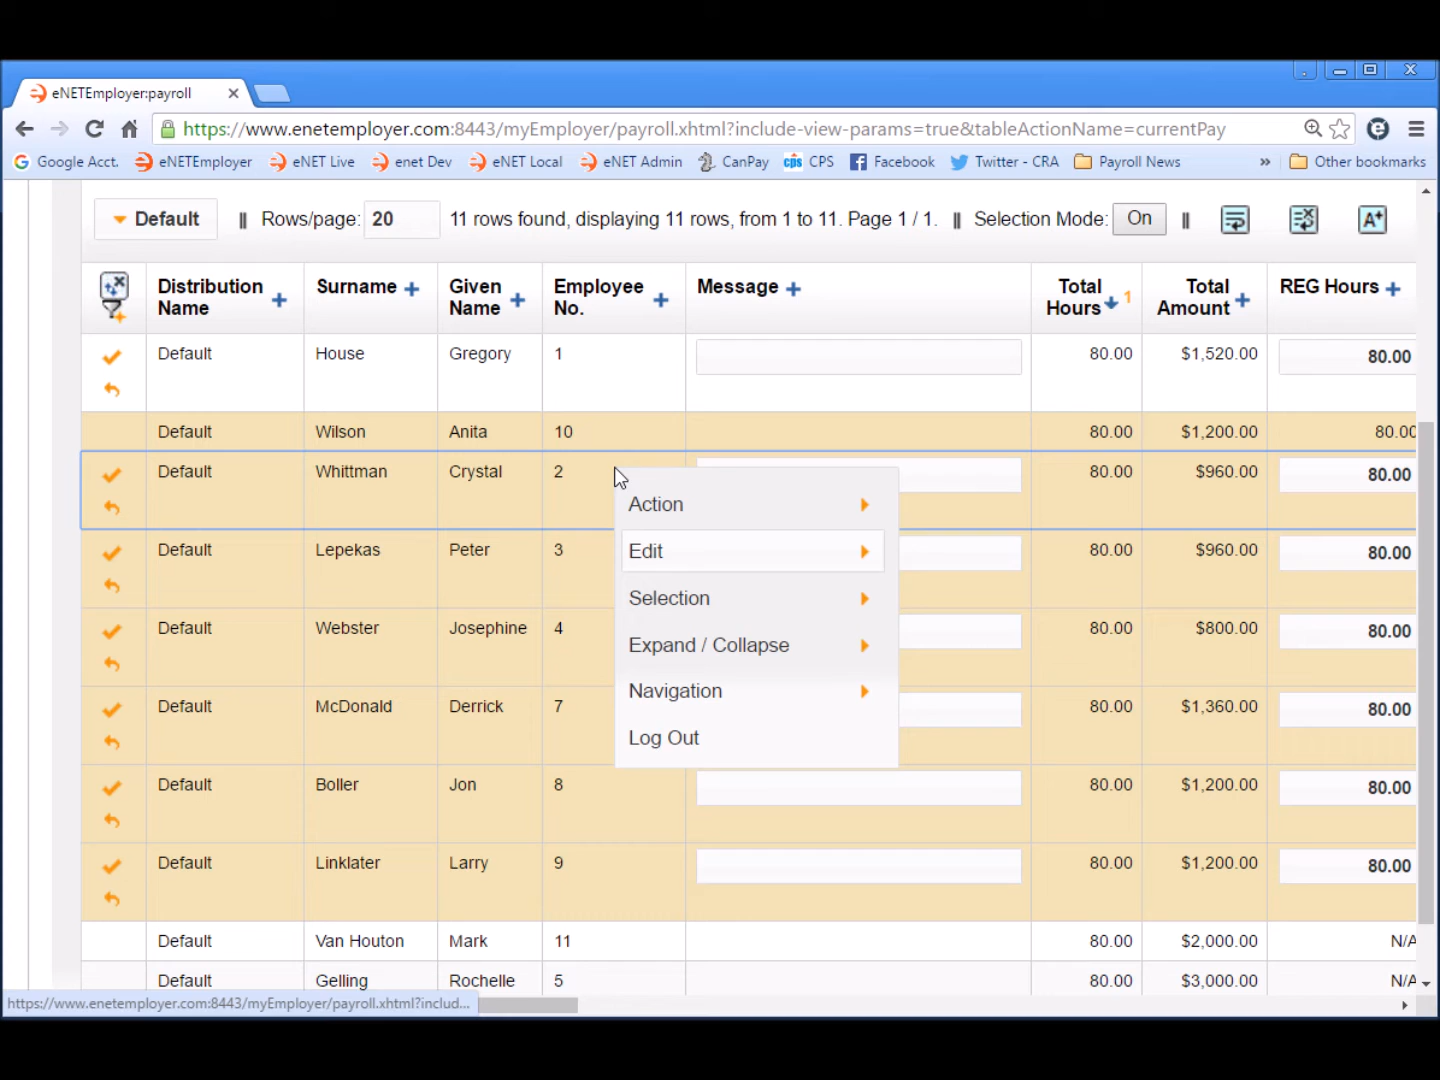 eNETEmployer:payroll
https://www.enetemployer.com:8443/myEmployer/payroll.xhtml?include-view-params=true&tableActionName=currentPay
Google Acct. eNETEmployer eNET Live enet Dev eNET Local eNET Admin CanPay cps CPS Facebook Twitter - CRA Payroll News » Other bookmarks
Default Rows/page: 20 11 rows found, displaying 11 rows, from 1 to 11. Page 1 / 1. Selection Mode: On A+
Distribution Name Surname Given Name Employee No. Message Total Hours 1 Total Amount REG Hours
Default House Gregory 1 80.00 $1,520.00 80.00
Default Wilson Anita 10 80.00 $1,200.00 80.00
Default Whittman Crystal 2 80.00 $960.00 80.00
Action
Edit
Selection
Expand / Collapse
Navigation
Log Out
Default Lepekas Peter 3 80.00 $960.00 80.00
Default Webster Josephine 4 80.00 $800.00 80.00
Default McDonald Derrick 7 80.00 $1,360.00 80.00
Default Boller Jon 8 80.00 $1,200.00 80.00
Default Linklater Larry 9 80.00 $1,200.00 80.00
Default Van Houton Mark 11 80.00 $2,000.00 N/A
Default Gelling Rochelle 5 80.00 $3,000.00 N/A
https://www.enetemployer.com:8443/myEmployer/payroll.xhtml?includ...